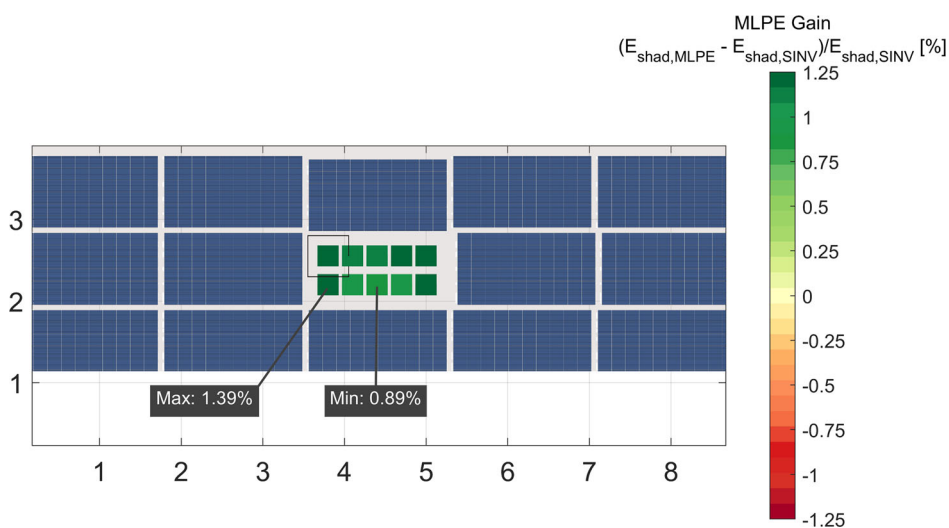 MLPE Gain
(E_shad,MLPE - E_shad,SINV)/E_shad,SINV [%]
1.25
1
0.75
0.5
0.25
0
-0.25
-0.5
-0.75
-1
-1.25
3
2
1
Max: 1.39%
Min: 0.89%
1 2 3 4 5 6 7 8